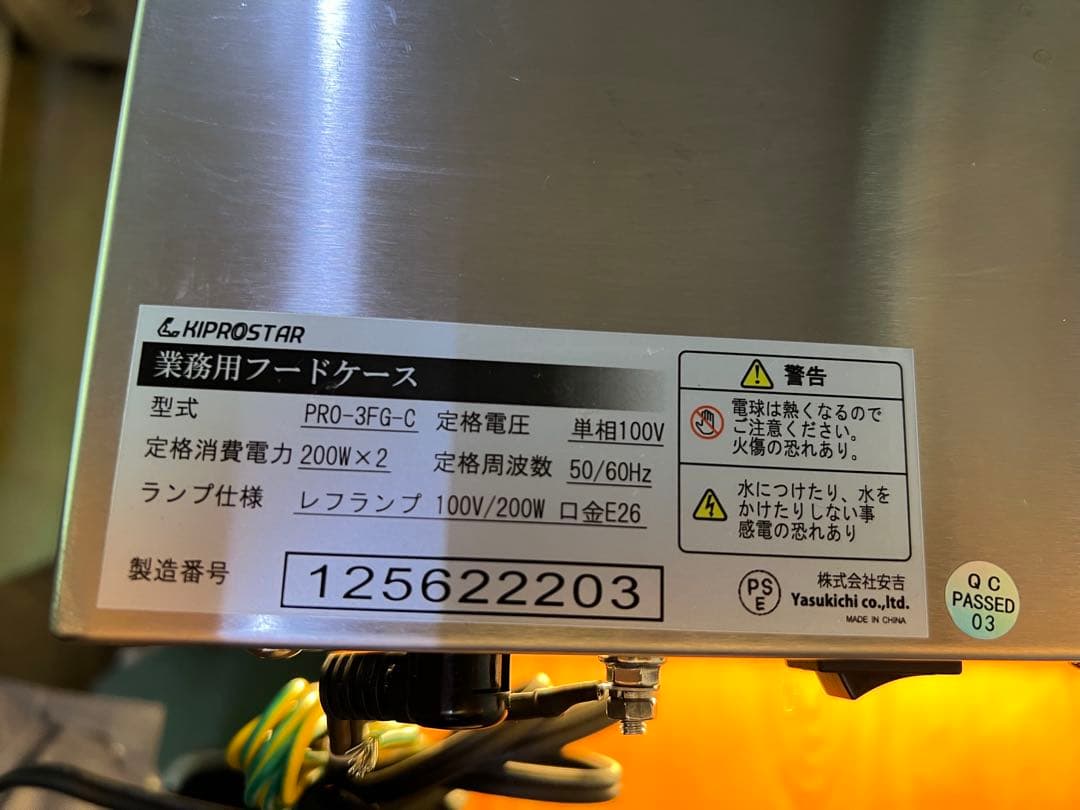 KIPROSTAR
業務用フードケース
型式 PRO-3FG-C 定格電圧 単相100V
定格消費電力 200W×2 定格周波数 50/60Hz
ランプ仕様 レフランプ 100V/200W 口金E26
製造番号 125622203
警告
電球は熱くなるので
ご注意ください。
火傷の恐れあり。
水につけたり、水を
かけたりしない事
感電の恐れあり
PS
E
株式会社安吉
Yasukichi co.,ltd.
MADE IN CHINA
QC
PASSED
03